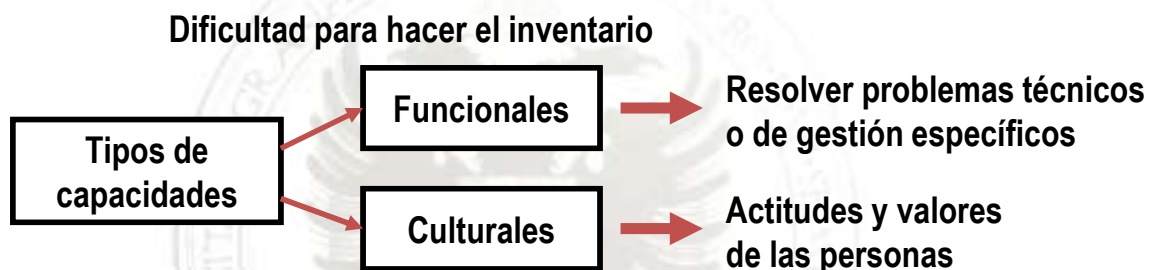 Dificultad para hacer el inventario
Funcionales
Resolver problemas técnicos
o de gestión específicos
Tipos de
capacidades
Culturales
Actitudes y valores
de las personas